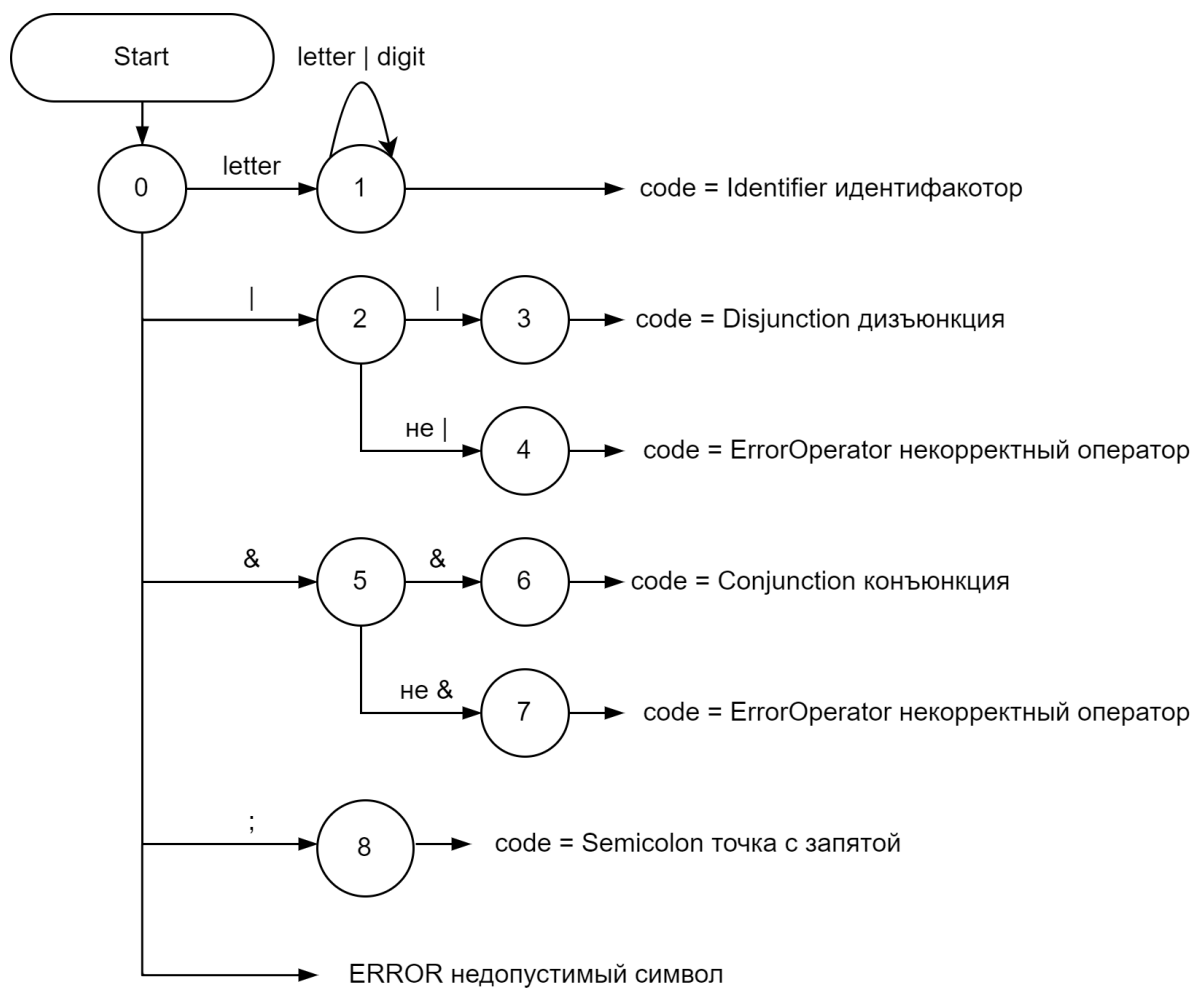 Start
letter | digit
0
letter
1
code = Identifier идентифакотор
|
2
|
3
code = Disjunction дизъюнкция
не |
4
code = ErrorOperator некорректный оператор
&
5
&
6
code = Conjunction конъюнкция
не &
7
code = ErrorOperator некорректный оператор
;
8
code = Semicolon точка с запятой
ERROR недопустимый символ